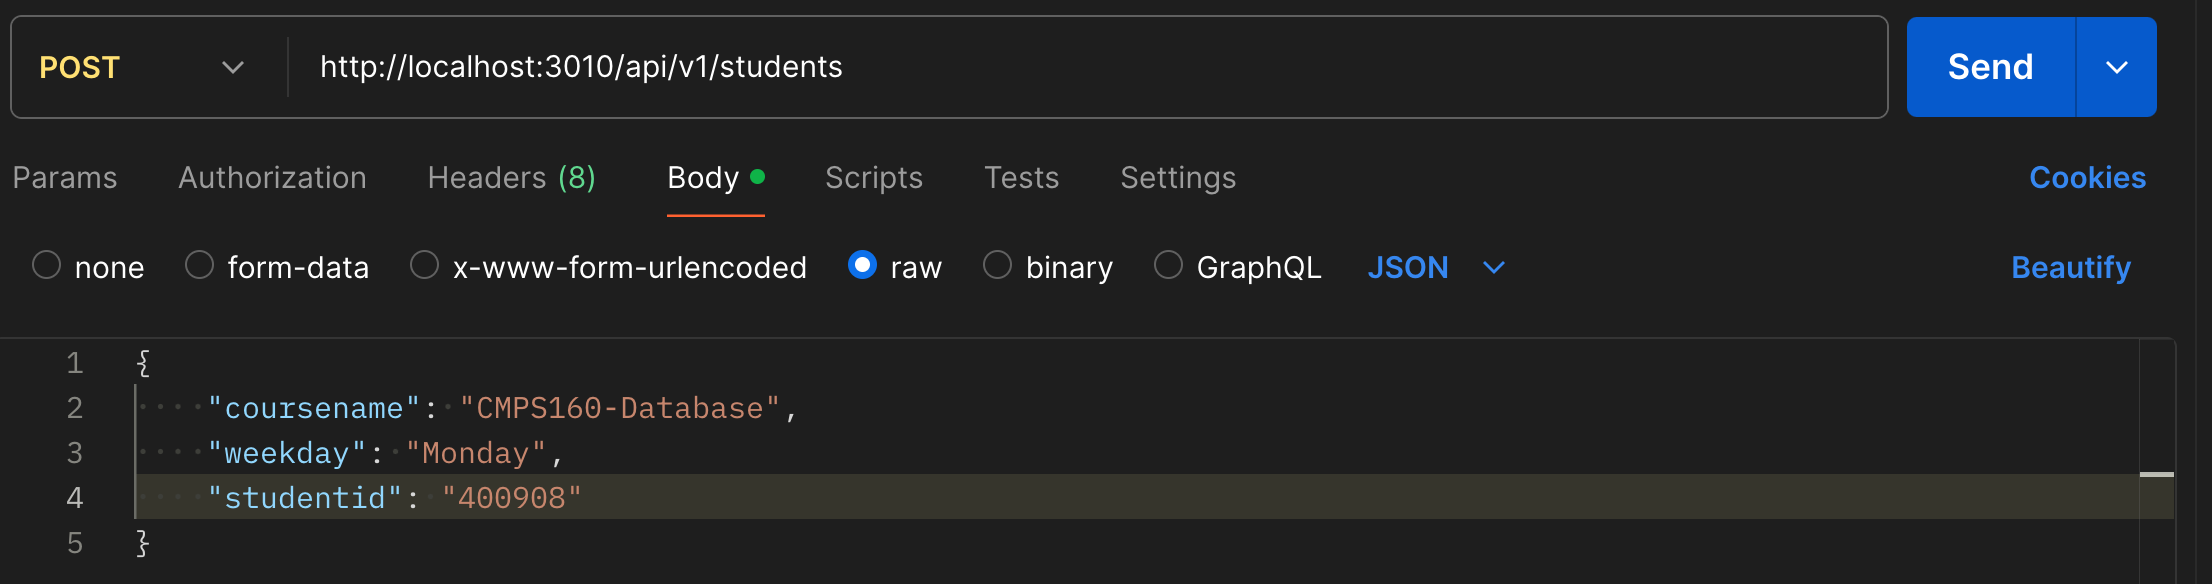 POST http://localhost:3010/api/v1/students Send
Params Authorization Headers (8) Body Scripts Tests Settings Cookies
none form-data x-www-form-urlencoded raw binary GraphQL JSON Beautify
1 {
2 "coursename": "CMPS160-Database",
3 "weekday": "Monday",
4 "studentid": "400908"
5 }